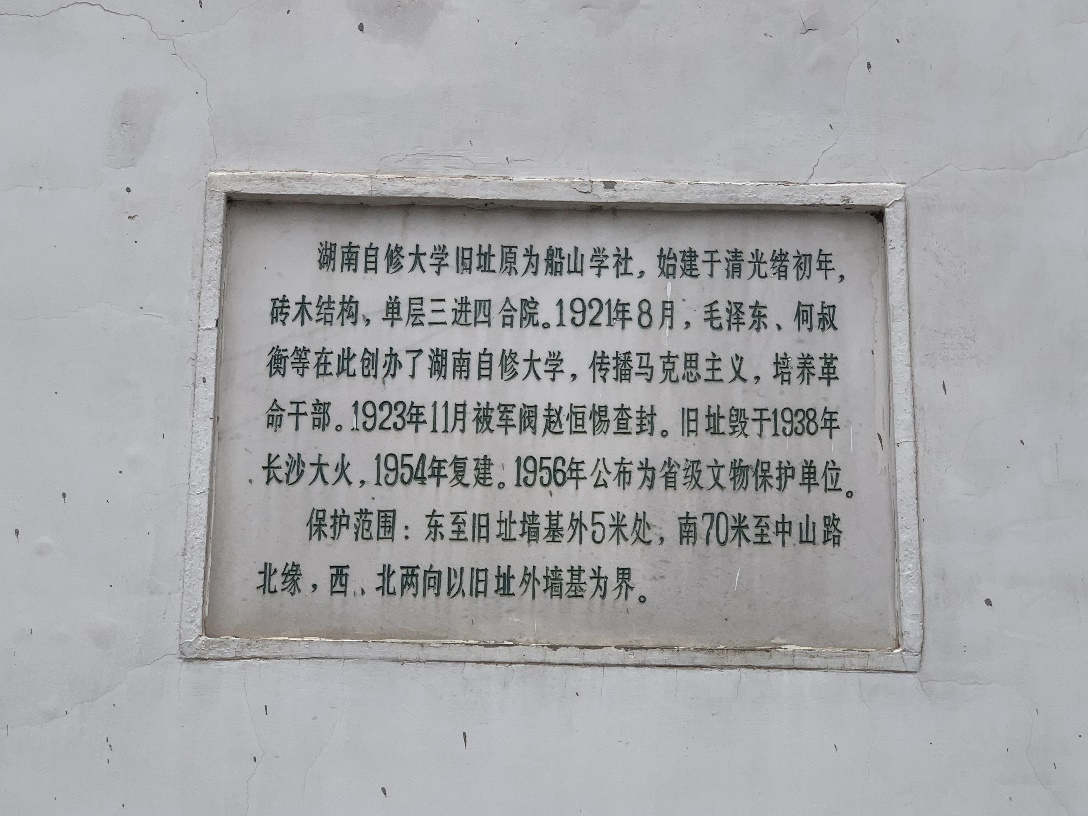 湖南自修大学旧址原为船山学社，始建于清光绪初年，
砖木结构、单层三进四合院。1921年8月，毛泽东、何叔
衡等在此创办了湖南自修大学，传播马克思主义，培养革
命干部。1923年11月被军阀赵恒惕查封。旧址毁于1938年
长沙大火，1954年复建。1956年公布为省级文物保护单位。
保护范围：东至旧址墙基外5米处，南70米至中山路
北缘，西、北两向以旧址外墙基为界。